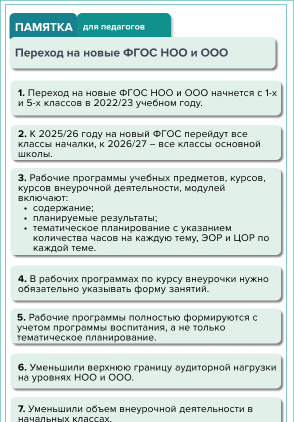 ПАМЯТКА для педагогов
Переход на новые ФГОС НОО и ООО
1. Переход на новые ФГОС НОО и ООО начнется с 1-х
и 5-х классов в 2022/23 учебном году.
2. К 2025/26 году на новый ФГОС перейдут все
классы началки, к 2026/27 – все классы основной
школы.
3. Рабочие программы учебных предметов, курсов,
курсов внеурочной деятельности, модулей
включают:
• содержание;
• планируемые результаты;
• тематическое планирование с указанием
количества часов на каждую тему, ЭОР и ЦОР по
каждой теме.
4. В рабочих программах по курсу внеурочки нужно
обязательно указывать форму занятий.
5. Рабочие программы полностью формируются с
учетом программы воспитания, а не только
тематическое планирование.
6. Уменьшили верхнюю границу аудиторной нагрузки
на уровнях НОО и ООО.
7. Уменьшили объем внеурочной деятельности в
начальных классах.